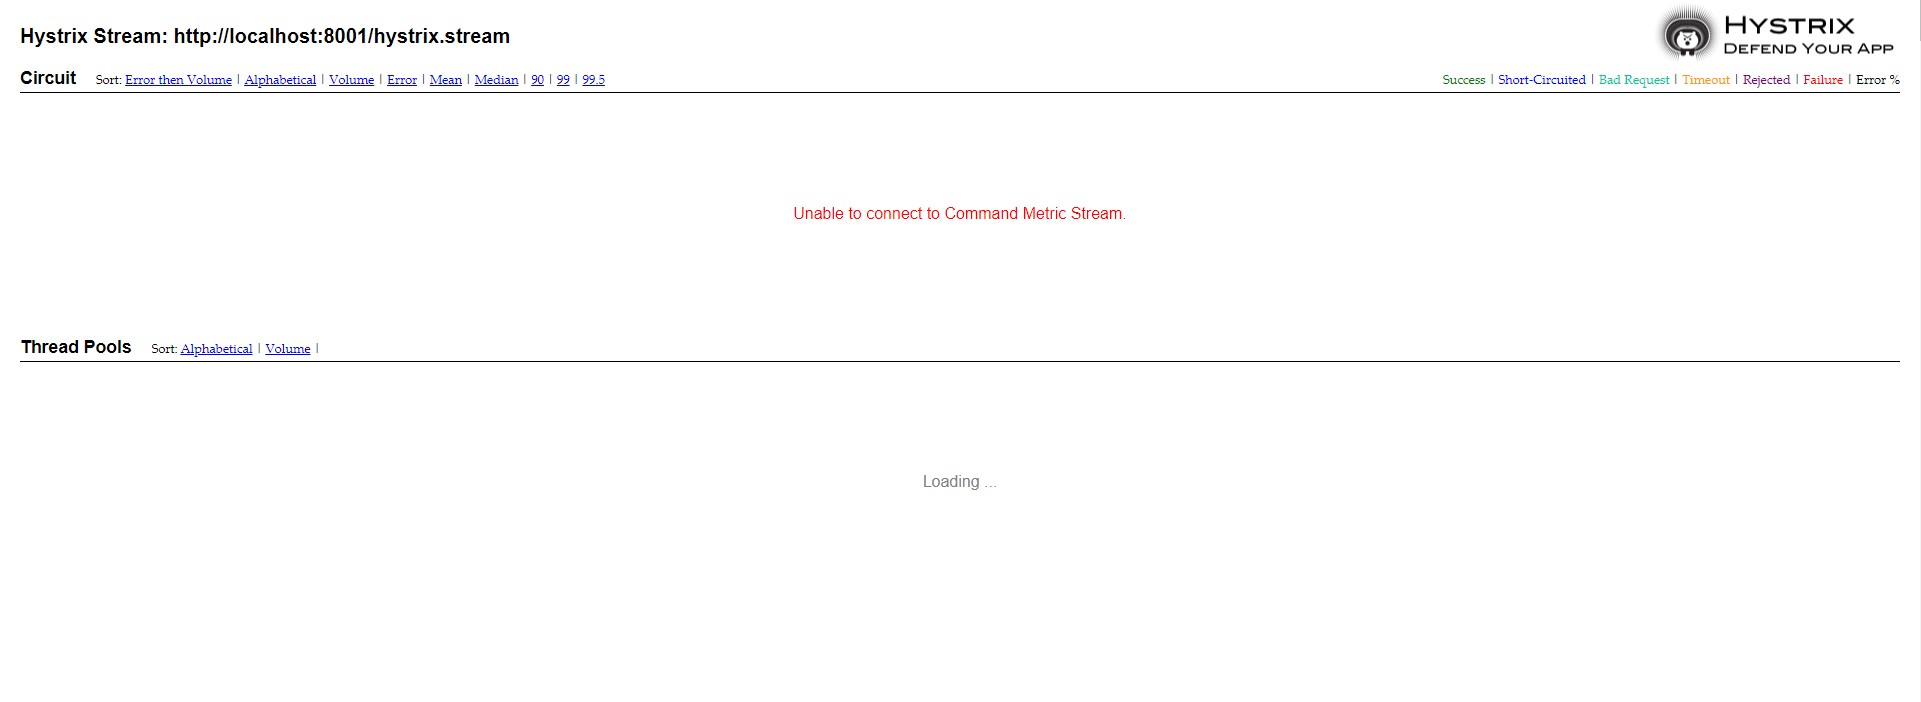 Hystrix Stream: http://localhost:8001/hystrix.stream
HYSTRIX
DEFEND YOUR APP
Circuit Sort: Error then Volume | Alphabetical | Volume | Error | Mean | Median | 90 | 99 | 99.5
Success | Short-Circuited | Bad Request | Timeout | Rejected | Failure | Error %
Unable to connect to Command Metric Stream.
Thread Pools Sort: Alphabetical | Volume |
Loading ...